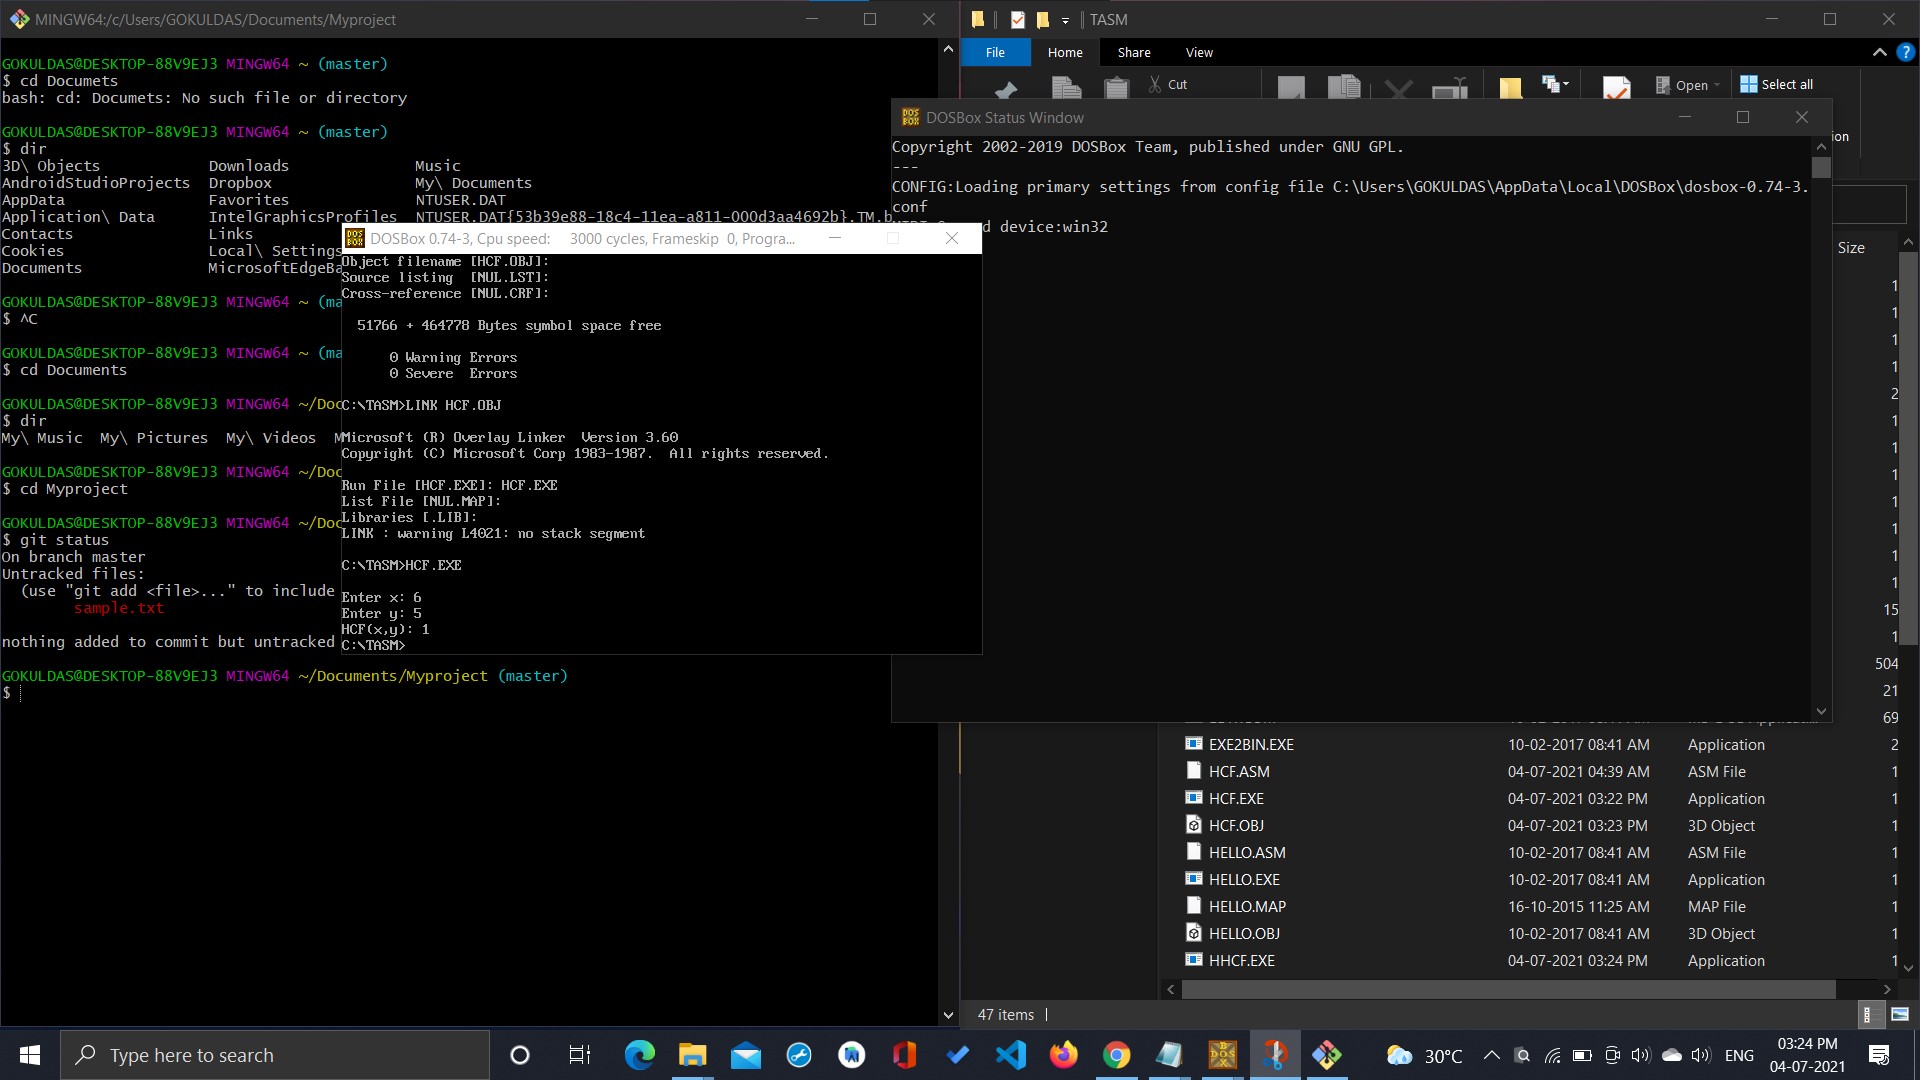 MINGW64:/c/Users/GOKULDAS/Documents/Myproject
GOKULDAS@DESKTOP-88V9EJ3 MINGW64 ~ (master)
$ cd Documets
bash: cd: Documets: No such file or directory
GOKULDAS@DESKTOP-88V9EJ3 MINGW64 ~ (master)
$ dir
3D\ Objects Downloads Music
AndroidStudioProjects Dropbox My\ Documents
AppData Favorites NTUSER.DAT
Application\ Data IntelGraphicsProfiles NTUSER.DAT{53b39e88-18c4-11ea-a811-000d3aa4692b}.TM.b
Contacts Links
Cookies Local\ Settings
Documents MicrosoftEdgeBa
GOKULDAS@DESKTOP-88V9EJ3 MINGW64 ~ (ma
$ ^C
GOKULDAS@DESKTOP-88V9EJ3 MINGW64 ~ (ma
$ cd Documents
GOKULDAS@DESKTOP-88V9EJ3 MINGW64 ~/Doc
$ dir
My\ Music My\ Pictures My\ Videos
GOKULDAS@DESKTOP-88V9EJ3 MINGW64 ~/Doc
$ cd Myproject
GOKULDAS@DESKTOP-88V9EJ3 MINGW64 ~/Doc
$ git status
On branch master
Untracked files:
(use "git add <file>..." to include
sample.txt
nothing added to commit but untracked
GOKULDAS@DESKTOP-88V9EJ3 MINGW64 ~/Documents/Myproject (master)
$
DOSBox 0.74-3, Cpu speed: 3000 cycles, Frameskip 0, Progra...
Object filename [HCF.OBJ]:
Source listing [NUL.LST]:
Cross-reference [NUL.CRF]:
51766 + 464778 Bytes symbol space free
0 Warning Errors
0 Severe Errors
C:\TASM>LINK HCF.OBJ
Microsoft (R) Overlay Linker Version 3.60
Copyright (C) Microsoft Corp 1983-1987. All rights reserved.
Run File [HCF.EXE]: HCF.EXE
List File [NUL.MAP]:
Libraries [.LIB]:
LINK : warning L4021: no stack segment
C:\TASM>HCF.EXE
Enter x: 6
Enter y: 5
HCF(x,y): 1
C:\TASM>
TASM
File Home Share View
Cut
Open
Select all
DOSBox Status Window
Copyright 2002-2019 DOSBox Team, published under GNU GPL.
---
CONFIG:Loading primary settings from config file C:\Users\GOKULDAS\AppData\Local\DOSBox\dosbox-0.74-3.
conf
d device:win32
ion
Size
1
1
1
1
2
1
1
1
1
1
1
1
15
1
504
21
69
EXE2BIN.EXE 10-02-2017 08:41 AM Application 2
HCF.ASM 04-07-2021 04:39 AM ASM File 1
HCF.EXE 04-07-2021 03:22 PM Application 1
HCF.OBJ 04-07-2021 03:23 PM 3D Object 1
HELLO.ASM 10-02-2017 08:41 AM ASM File 1
HELLO.EXE 10-02-2017 08:41 AM Application 1
HELLO.MAP 16-10-2015 11:25 AM MAP File 1
HELLO.OBJ 10-02-2017 08:41 AM 3D Object 1
HHCF.EXE 04-07-2021 03:24 PM Application 1
47 items
Type here to search
30°C
ENG
03:24 PM
04-07-2021